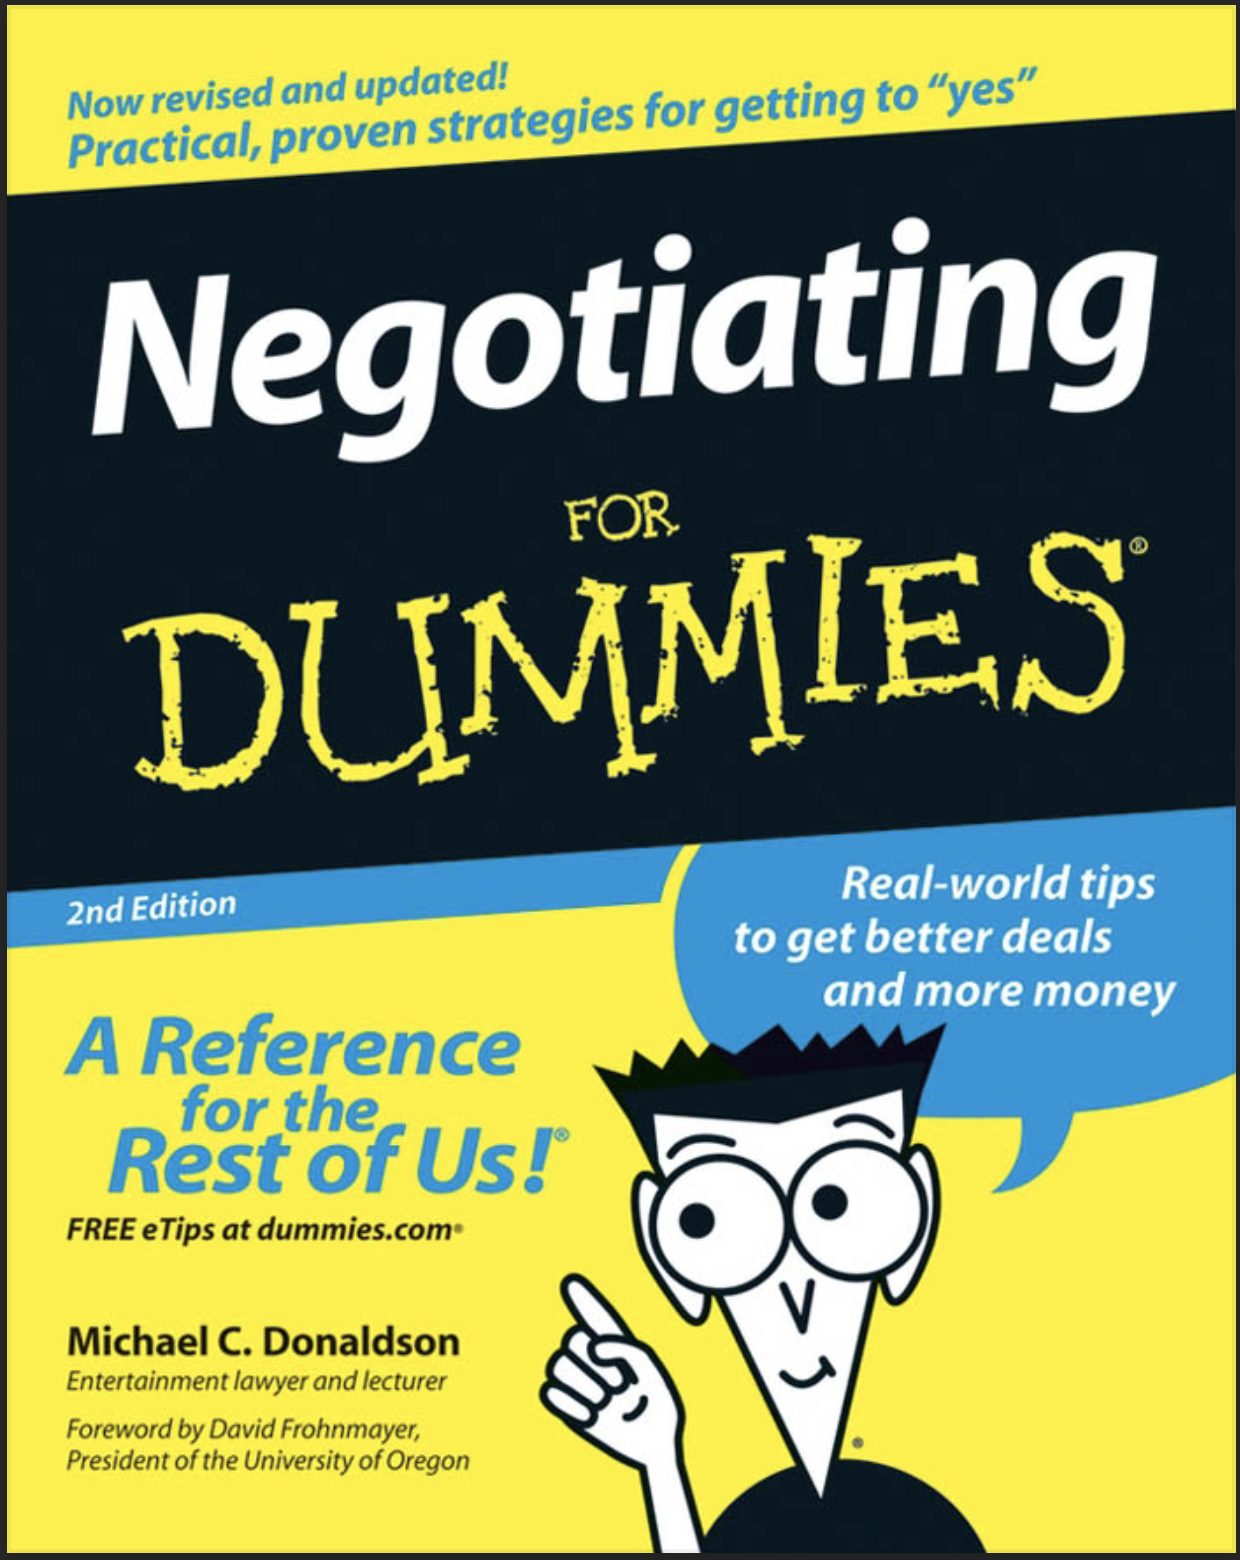 Now revised and updated!
Practical, proven strategies for getting to “yes”
Negotiating
FOR
DUMMIES®
2nd Edition
Real-world tips
to get better deals
and more money
A Reference
for the
Rest of Us!®
FREE eTips at dummies.com®
Michael C. Donaldson
Entertainment lawyer and lecturer
Foreword by David Frohnmayer,
President of the University of Oregon
®